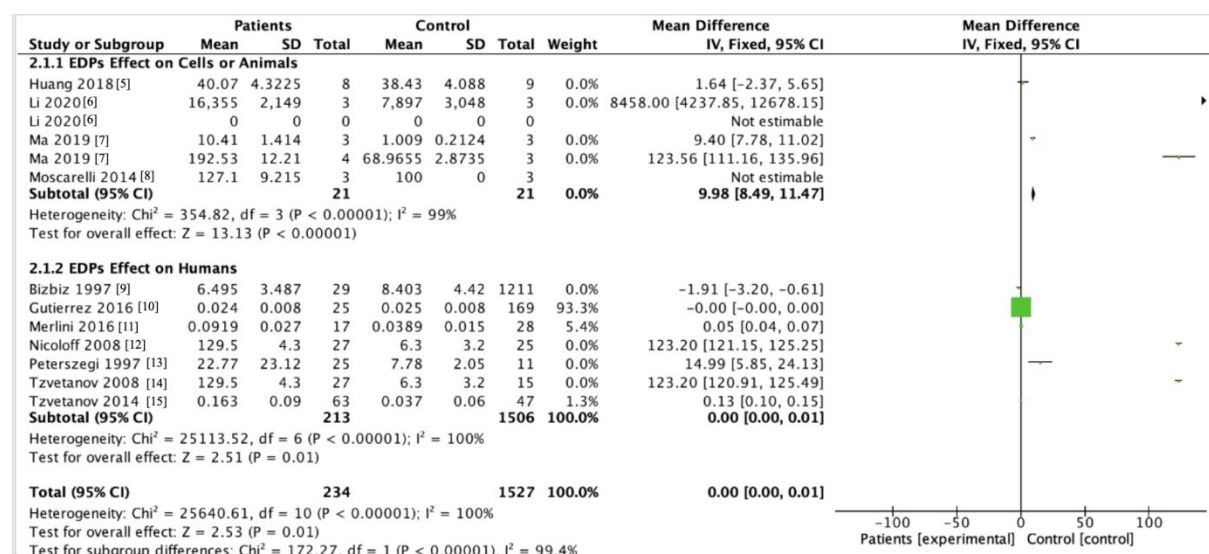 Patients Control Mean Difference Mean Difference
Study or Subgroup Mean SD Total Mean SD Total Weight IV, Fixed, 95% CI IV, Fixed, 95% CI
2.1.1 EDPs Effect on Cells or Animals
Huang 2018[5] 40.07 4.3225 8 38.43 4.088 9 0.0% 1.64 [-2.37, 5.65]
Li 2020[6] 16,355 2,149 3 7,897 3,048 3 0.0% 8458.00 [4237.85, 12678.15]
Li 2020[6] 0 0 0 0 0 0 Not estimable
Ma 2019 [7] 10.41 1.414 3 1.009 0.2124 3 0.0% 9.40 [7.78, 11.02]
Ma 2019 [7] 192.53 12.21 4 68.9655 2.8735 3 0.0% 123.56 [111.16, 135.96]
Moscarelli 2014 [8] 127.1 9.215 3 100 0 3 Not estimable
Subtotal (95% CI) 21 21 0.0% 9.98 [8.49, 11.47]
Heterogeneity: Chi² = 354.82, df = 3 (P < 0.00001); I² = 99%
Test for overall effect: Z = 13.13 (P < 0.00001)
2.1.2 EDPs Effect on Humans
Bizbiz 1997 [9] 6.495 3.487 29 8.403 4.42 1211 0.0% -1.91 [-3.20, -0.61]
Gutierrez 2016 [10] 0.024 0.008 25 0.025 0.008 169 93.3% -0.00 [-0.00, 0.00]
Merlini 2016 [11] 0.0919 0.027 17 0.0389 0.015 28 5.4% 0.05 [0.04, 0.07]
Nicoloff 2008 [12] 129.5 4.3 27 6.3 3.2 25 0.0% 123.20 [121.15, 125.25]
Peterszegi 1997 [13] 22.77 23.12 25 7.78 2.05 11 0.0% 14.99 [5.85, 24.13]
Tzvetanov 2008 [14] 129.5 4.3 27 6.3 3.2 15 0.0% 123.20 [120.91, 125.49]
Tzvetanov 2014 [15] 0.163 0.09 63 0.037 0.06 47 1.3% 0.13 [0.10, 0.15]
Subtotal (95% CI) 213 1506 100.0% 0.00 [0.00, 0.01]
Heterogeneity: Chi² = 25113.52, df = 6 (P < 0.00001); I² = 100%
Test for overall effect: Z = 2.51 (P = 0.01)
Total (95% CI) 234 1527 100.0% 0.00 [0.00, 0.01]
Heterogeneity: Chi² = 25640.61, df = 10 (P < 0.00001); I² = 100%
Test for overall effect: Z = 2.53 (P = 0.01)
Test for subgroup differences: Chi² = 172.27, df = 1 (P < 0.00001), I² = 99.4%
-100 -50 0 50 100
Patients [experimental] Control [control]